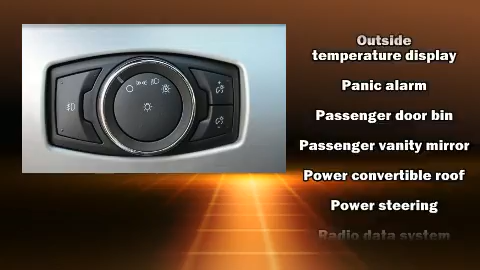 Outside
temperature display
Panic alarm
Passenger door bin
Passenger vanity mirror
Power convertible roof
Power steering
Radio data system